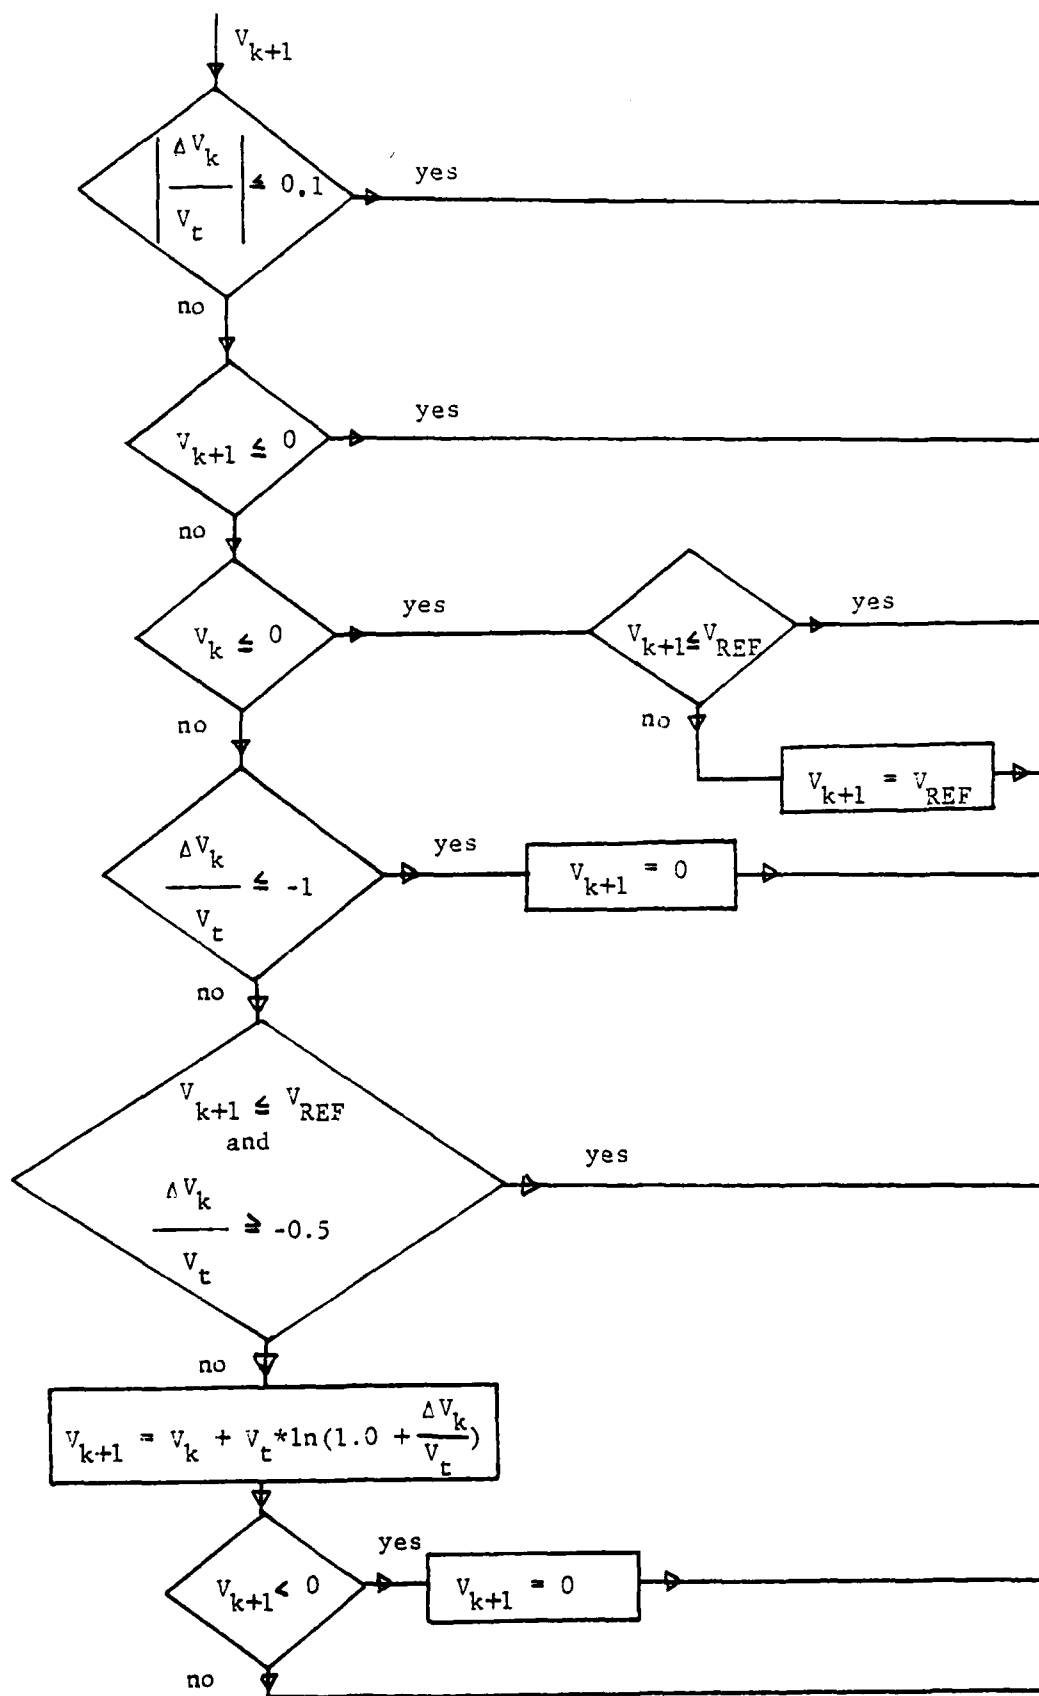 V_{k+1}
| ΔV_k / V_t | ≤ 0.1
yes
no
V_{k+1} ≤ 0
yes
no
V_k ≤ 0
yes
V_{k+1} ≤ V_REF
yes
no
V_{k+1} = V_REF
no
ΔV_k / V_t ≤ -1
yes
V_{k+1} = 0
no
V_{k+1} ≤ V_REF
and
ΔV_k / V_t ≥ -0.5
yes
no
V_{k+1} = V_k + V_t*ln(1.0 + ΔV_k / V_t)
V_{k+1} < 0
yes
V_{k+1} = 0
no